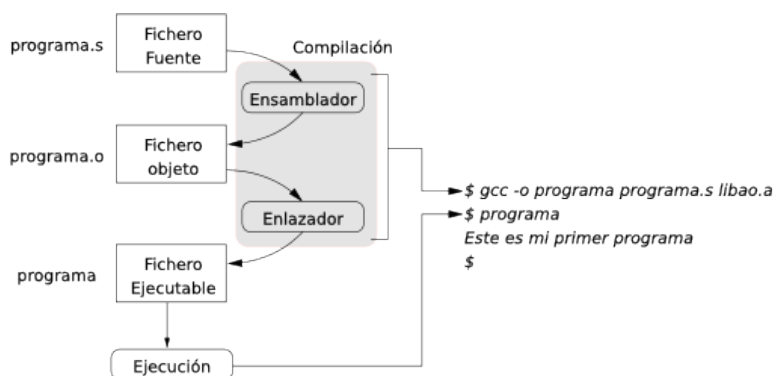 programa.s
Fichero
Fuente
Compilación
Ensamblador
programa.o
Fichero
objeto
Enlazador
$ gcc -o programa programa.s libao.a
$ programa
Este es mi primer programa
$
programa
Fichero
Ejecutable
Ejecución